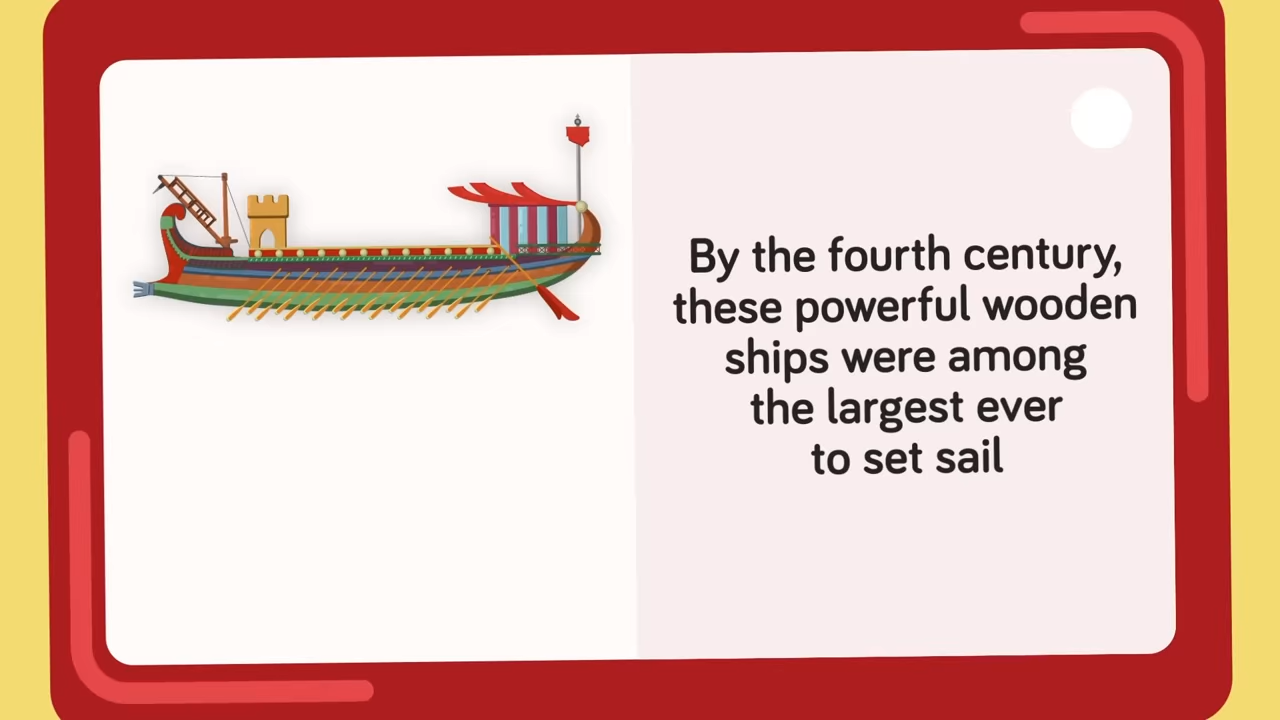 By the fourth century,
these powerful wooden
ships were among
the largest ever
to set sail